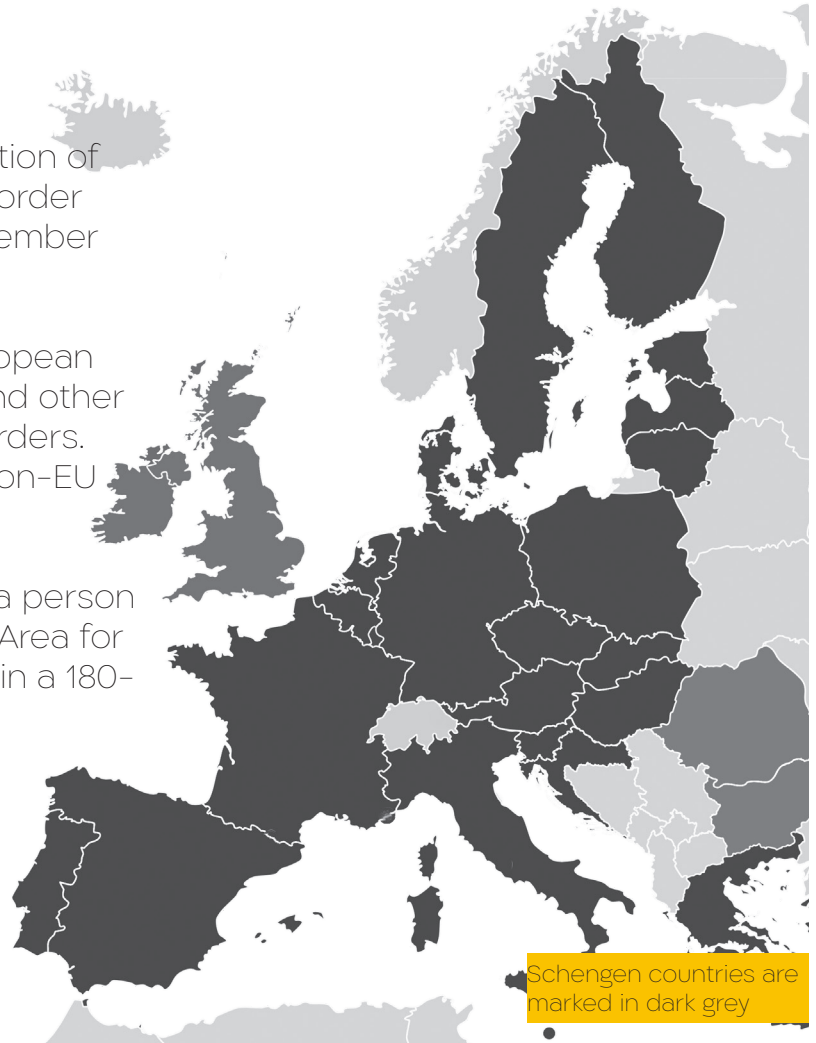 tion of
order
ember
opean
nd other
rders.
on-EU
a person
Area for
in a 180-
Schengen countries are
marked in dark grey